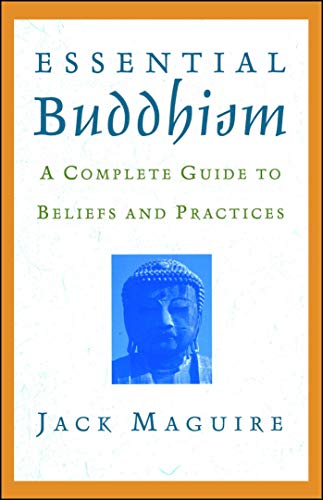 ESSENTIAL
Buddhism
A COMPLETE GUIDE TO
BELIEFS AND PRACTICES
JACK MAGUIRE